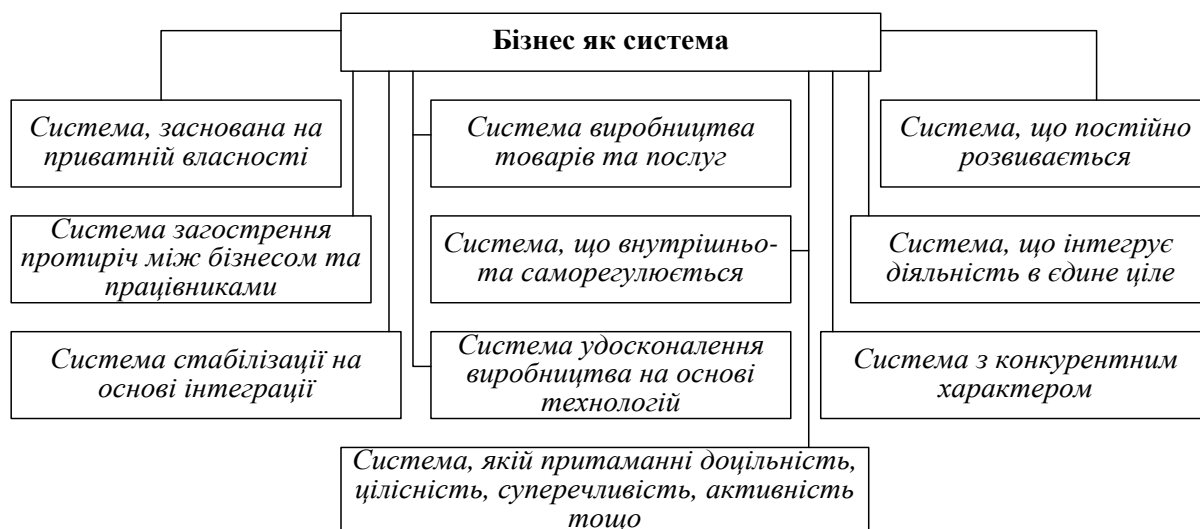 Бізнес як система
Система, заснована на
приватній власності
Система виробництва
товарів та послуг
Система, що постійно
розвивається
Система загострення
протиріч між бізнесом та
працівниками
Система, що внутрішньо-
та саморегулюється
Система, що інтегрує
діяльність в єдине ціле
Система стабілізації на
основі інтеграції
Система удосконалення
виробництва на основі
технологій
Система з конкурентним
характером
Система, якій притаманні доцільність,
цілісність, суперечливість, активність
тощо